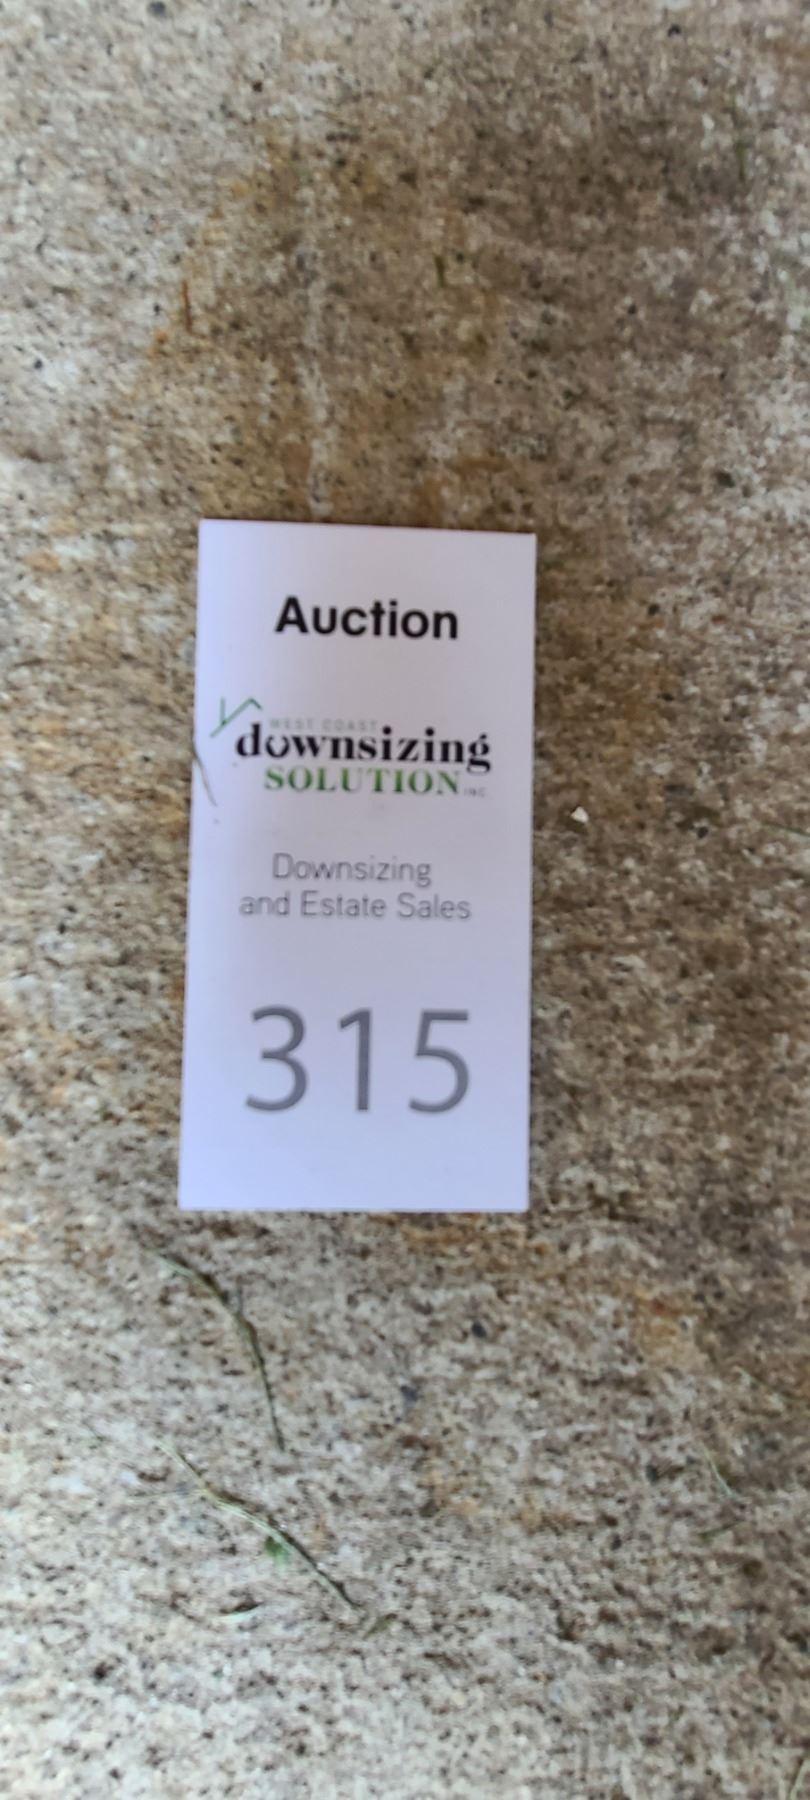 Auction
WEST COAST
downsizing
SOLUTION INC
Downsizing
and Estate Sales
315